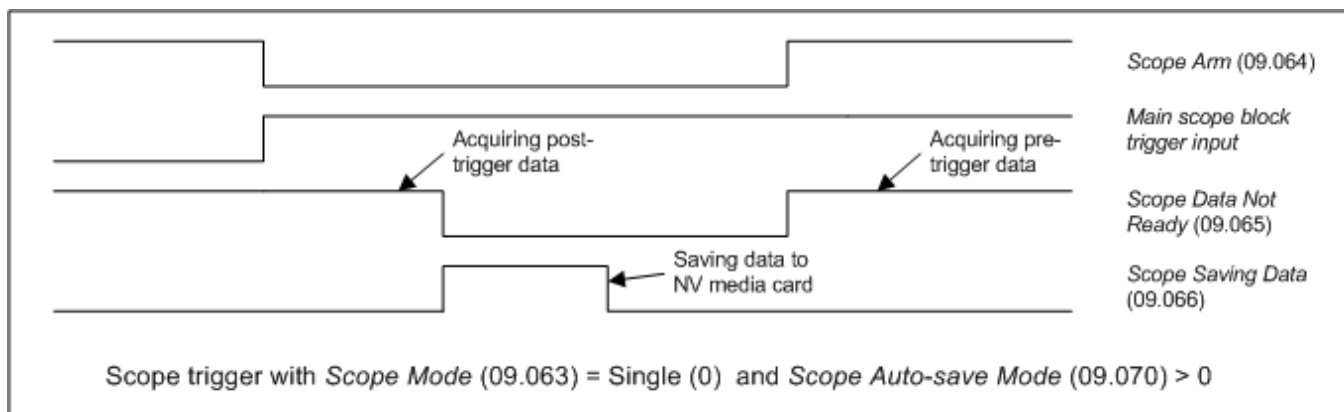 Scope Arm (09.064)
Main scope block
trigger input
Acquiring post-
trigger data
Acquiring pre-
trigger data
Scope Data Not
Ready (09.065)
Saving data to
NV media card
Scope Saving Data
(09.066)
Scope trigger with Scope Mode (09.063) = Single (0) and Scope Auto-save Mode (09.070) > 0